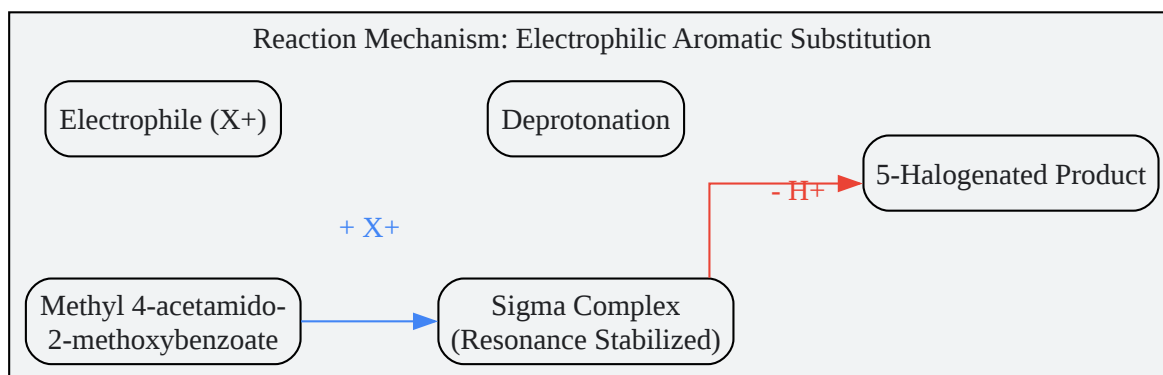 Reaction Mechanism: Electrophilic Aromatic Substitution
Electrophile (X+)
Deprotonation
5-Halogenated Product
- H+
+ X+
Methyl 4-acetamido-
2-methoxybenzoate
Sigma Complex
(Resonance Stabilized)